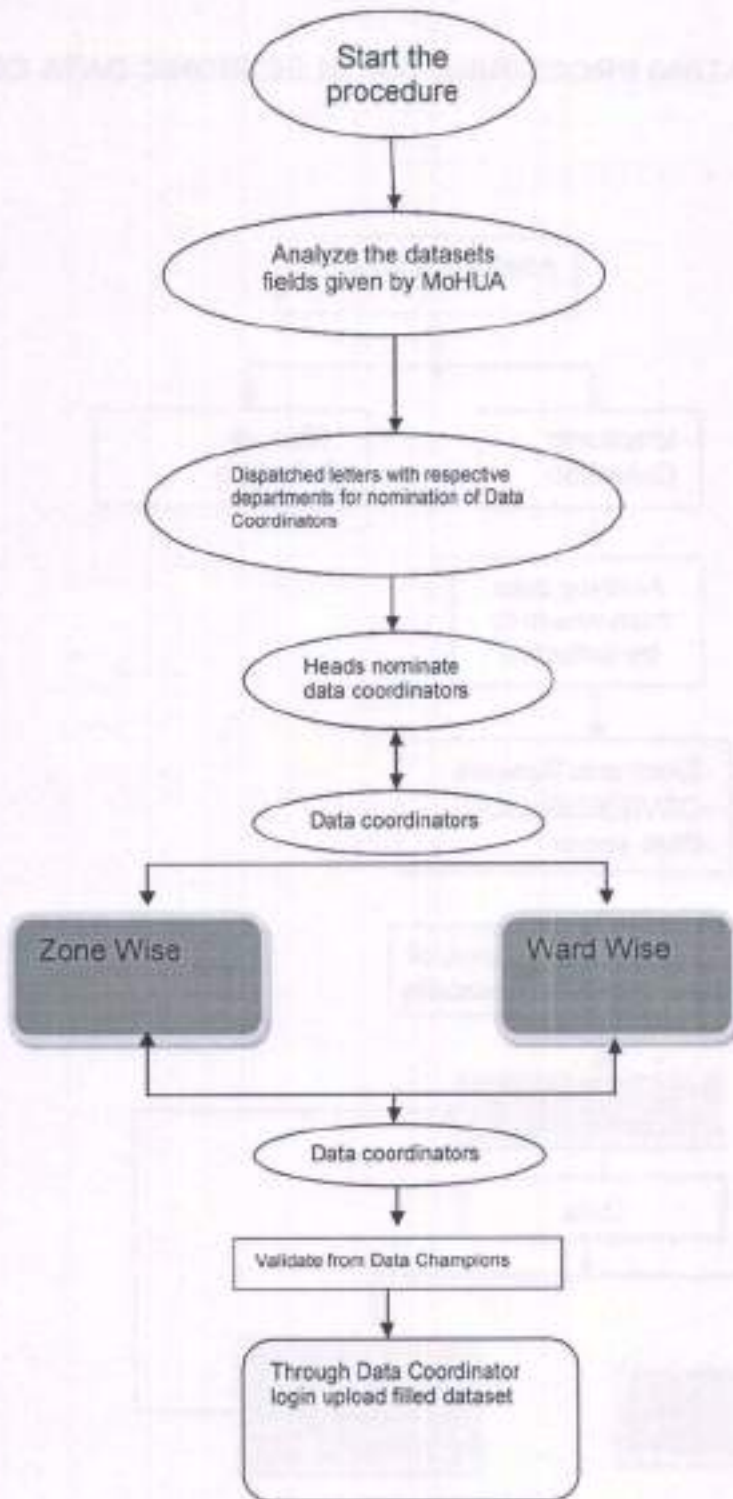 Start the
procedure
Analyze the datasets
fields given by MoHUA
Dispatched letters with respective
departments for nomination of Data
Coordinators
Heads nominate
data coordinators
Data coordinators
Zone Wise
Ward Wise
Data coordinators
Validate from Data Champions
Through Data Coordinator
login upload filled dataset